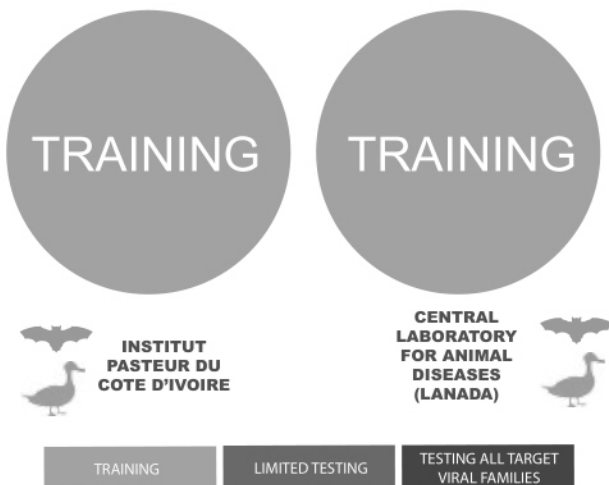 TRAINING
TRAINING
INSTITUT
PASTEUR DU
COTE D'IVOIRE
CENTRAL
LABORATORY
FOR ANIMAL
DISEASES
(LANADA)
TRAINING
LIMITED TESTING
TESTING ALL TARGET
VIRAL FAMILIES